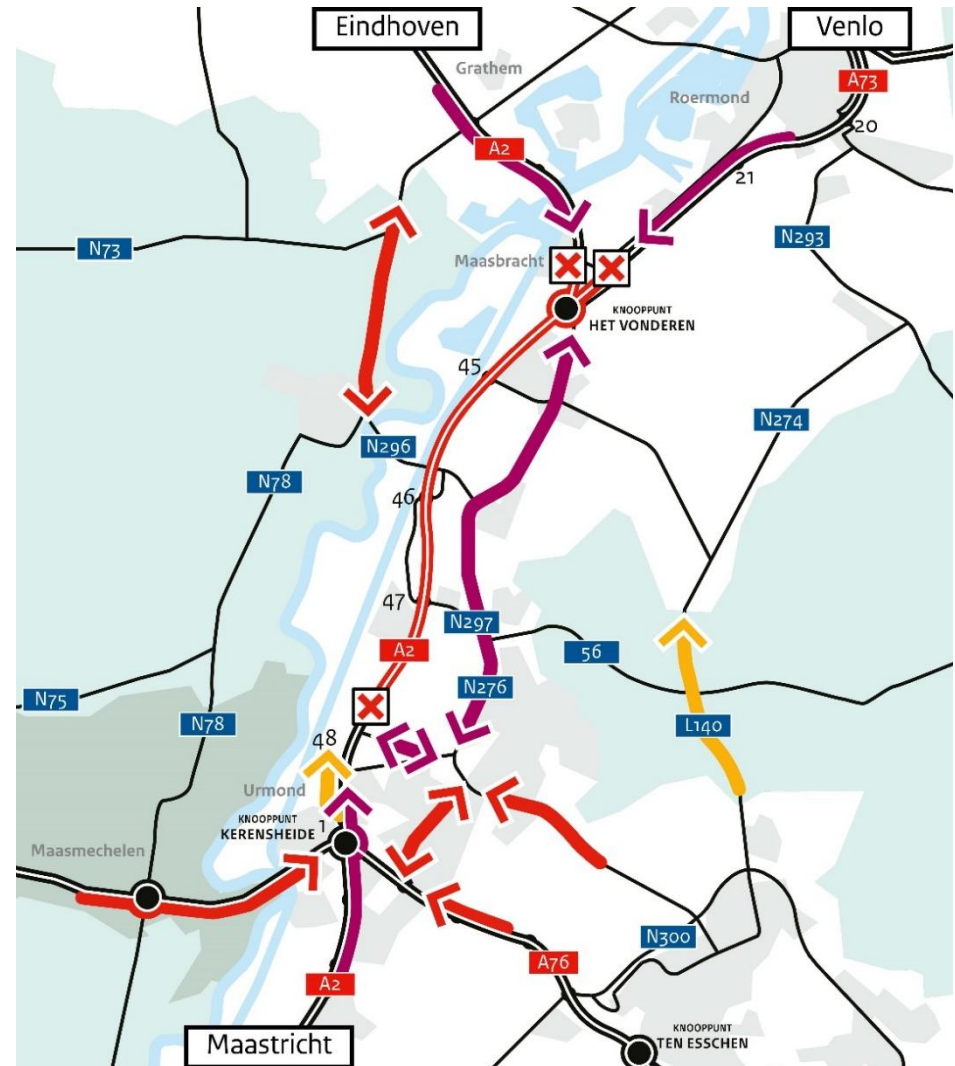 Eindhoven
Venlo
Grathem
A73
Roermond
20
A2
21
N73
N293
Maasbracht
KNOOPPUNT
HET VONDEREN
45
N274
N296
N78
46
47
N297
A2
56
N75
N276
N78
L140
48
Urmond
KNOOPPUNT
KERENSHEIDE
1
Maasmechelen
N300
A76
A2
KNOOPPUNT
TEN ESSCHEN
Maastricht